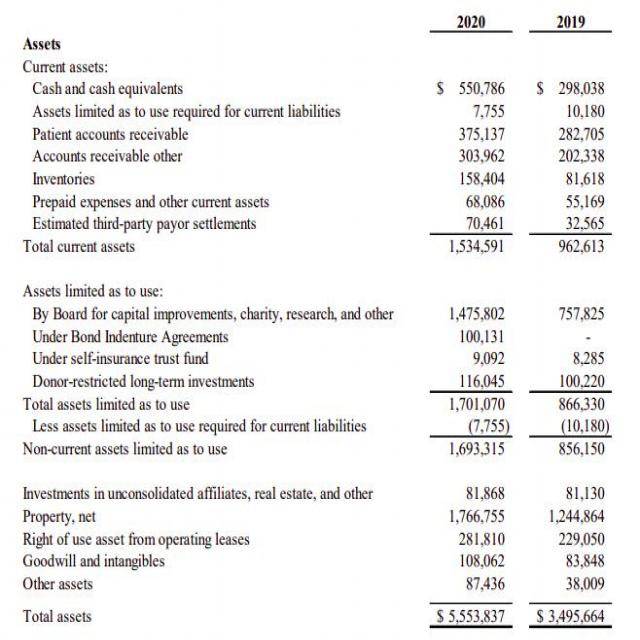 2020 2019
Assets
Current assets:
Cash and cash equivalents $ 550,786 $ 298,038
Assets limited as to use required for current liabilities 7,755 10,180
Patient accounts receivable 375,137 282,705
Accounts receivable other 303,962 202,338
Inventories 158,404 81,618
Prepaid expenses and other current assets 68,086 55,169
Estimated third-party payor settlements 70,461 32,565
Total current assets 1,534,591 962,613
Assets limited as to use:
By Board for capital improvements, charity, research, and other 1,475,802 757,825
Under Bond Indenture Agreements 100,131 -
Under self-insurance trust fund 9,092 8,285
Donor-restricted long-term investments 116,045 100,220
Total assets limited as to use 1,701,070 866,330
Less assets limited as to use required for current liabilities (7,755) (10,180)
Non-current assets limited as to use 1,693,315 856,150
Investments in unconsolidated affiliates, real estate, and other 81,868 81,130
Property, net 1,766,755 1,244,864
Right of use asset from operating leases 281,810 229,050
Goodwill and intangibles 108,062 83,848
Other assets 87,436 38,009
Total assets $ 5,553,837 $ 3,495,664